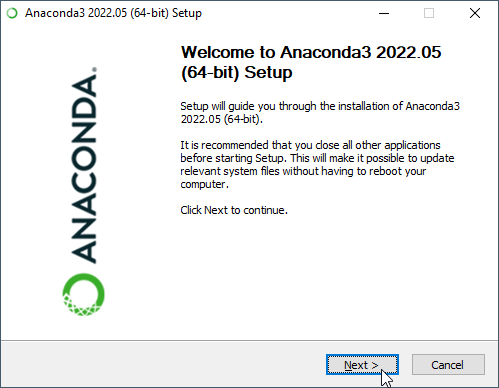 Anaconda3 2022.05 (64-bit) Setup
Welcome to Anaconda3 2022.05
(64-bit) Setup
Setup will guide you through the installation of Anaconda3
2022.05 (64-bit).
It is recommended that you close all other applications
before starting Setup. This will make it possible to update
relevant system files without having to reboot your
computer.
Click Next to continue.
ANACONDA.
Next >
Cancel